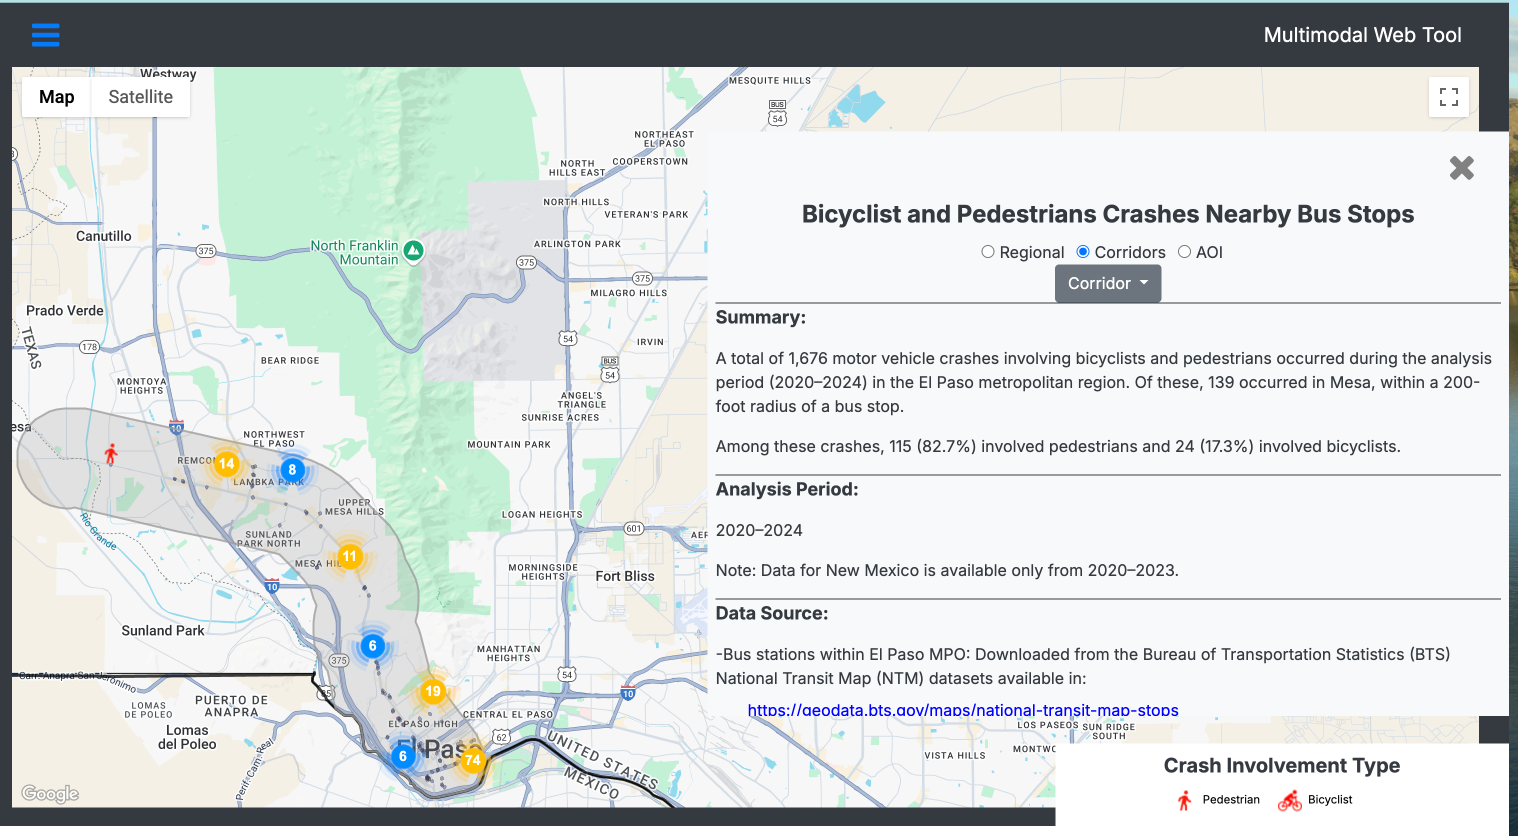 Multimodal Web Tool
Map
Satellite
Westway
MESQUITE HILLS
BUS
54
NORTHEAST
EL PASO
NORTH
HILLS EAST
COOPERSTOWN
NORTH HILLS
VETERAN'S PARK
Canutillo
375
North Franklin
Mountain
ARLINGTON PARK
375
375
MILAGRO HILLS
Prado Verde
TEXAS
178
54
IRVIN
BEAR RIDGE
BUS
54
MONTOYA
HEIGHTS
ANGEL'S
TRIANGLE
SUNRISE ACRES
10
esa
NORTHWEST
EL PASO
MOUNTAIN PARK
REMCON
14
8
LAMBKA PARK
UPPER
MESA HILLS
LOGAN HEIGHTS
Rio Grande
601
AER
SUNLAND
PARK NORTH
11
MESA HI
MORNINGSIDE
HEIGHTS
Fort Bliss
10
Sunland Park
6
MANHATTAN
HEIGHTS
375
54
Carr. Anapra San Jerónimo
19
10
85
PUERTO DE
ANAPRA
LOMAS
DE POLEO
EL PASO HIGH
CENTRAL EL PASO
Lomas
del Poleo
62
El Paso
6
74
UNITED STATES
MEXICO
Perif. Cam. Real
Google
VISTA HILLS
LOS PASEOS
SUN RIDGE
SOUTH
MONTWO
Bicyclist and Pedestrians Crashes Nearby Bus Stops
Regional Corridors AOI
Corridor
Summary:
A total of 1,676 motor vehicle crashes involving bicyclists and pedestrians occurred during the analysis
period (2020–2024) in the El Paso metropolitan region. Of these, 139 occurred in Mesa, within a 200-
foot radius of a bus stop.
Among these crashes, 115 (82.7%) involved pedestrians and 24 (17.3%) involved bicyclists.
Analysis Period:
2020–2024
Note: Data for New Mexico is available only from 2020–2023.
Data Source:
-Bus stations within El Paso MPO: Downloaded from the Bureau of Transportation Statistics (BTS)
National Transit Map (NTM) datasets available in:
https://geodata.bts.gov/maps/national-transit-map-stops
Crash Involvement Type
Pedestrian
Bicyclist